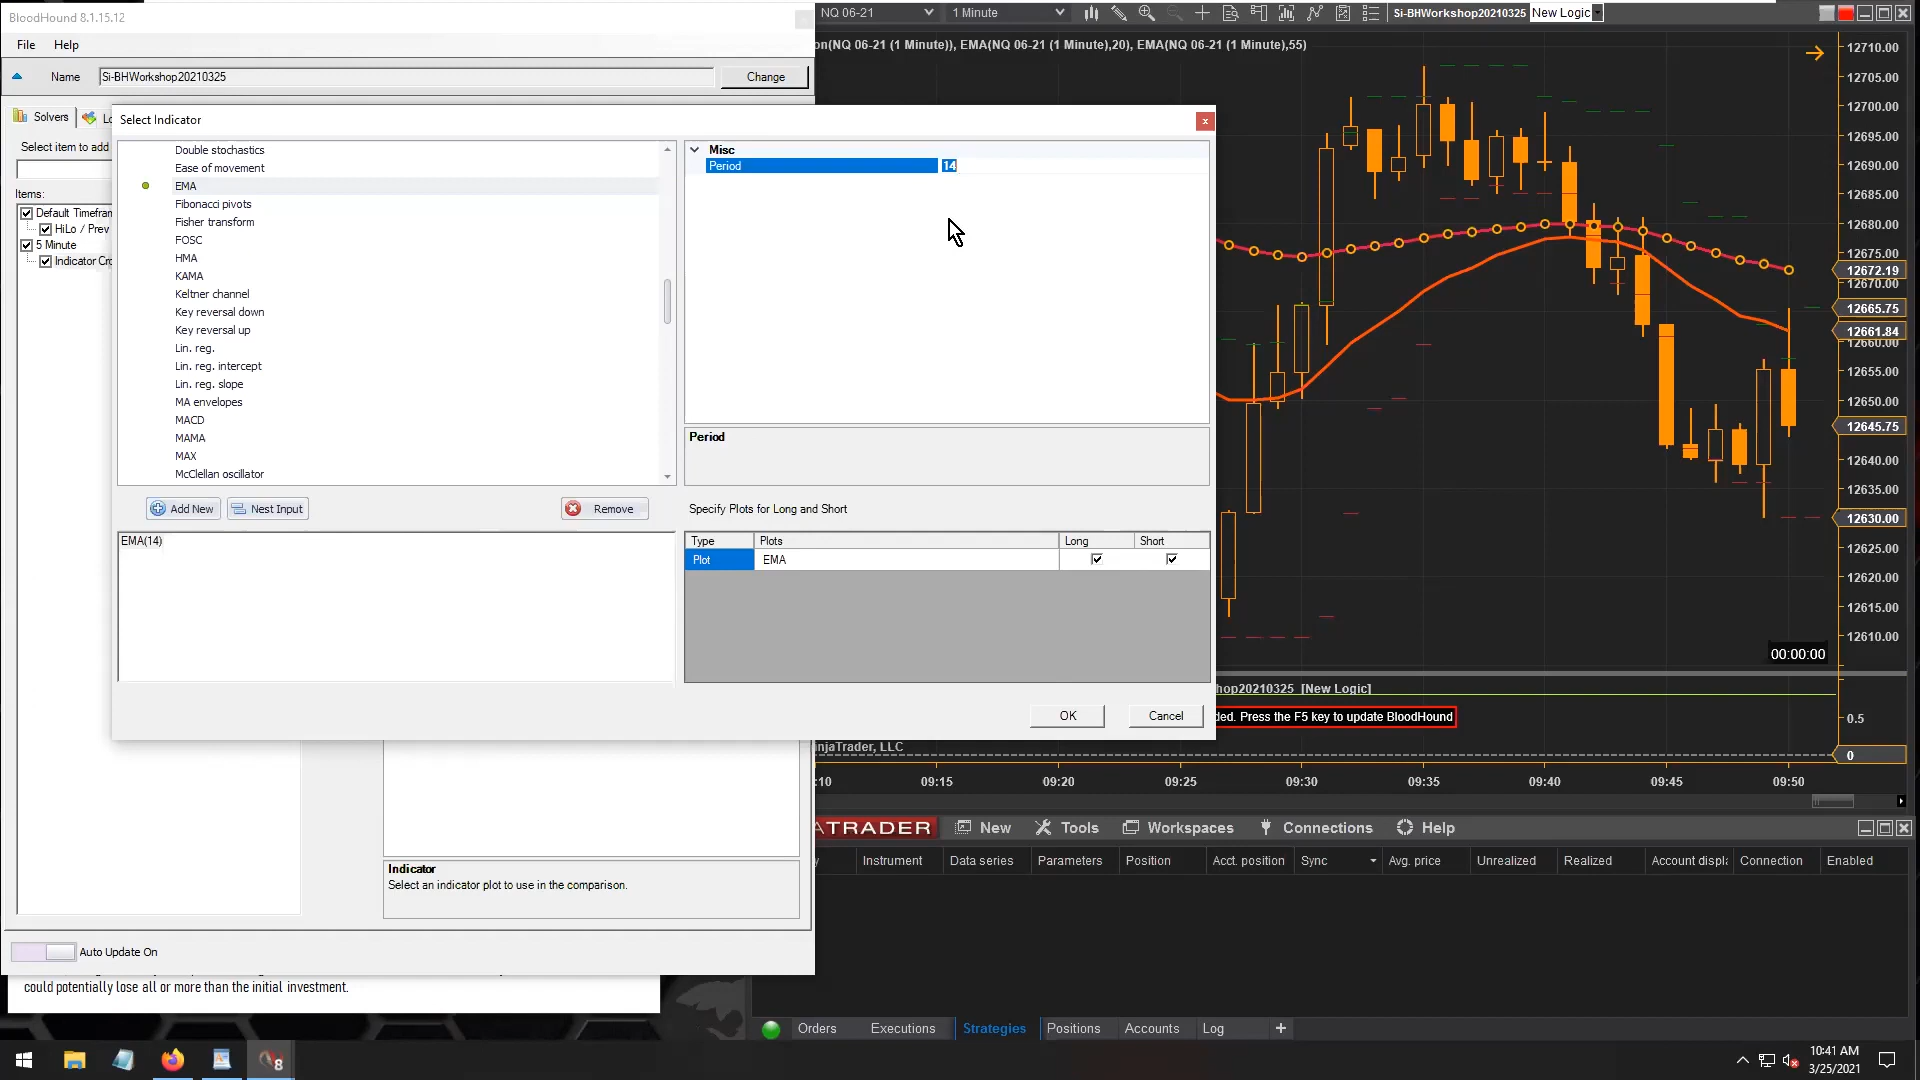 BloodHound 8.1.15.12
File Help
Name Si-BHWorkshop20210325 Change
Solvers
Select item to add
Items:
Default Timefram
HiLo / Prev
5 Minute
Indicator Cro
Select Indicator
Double stochastics
Ease of movement
EMA
Fibonacci pivots
Fisher transform
FOSC
HMA
KAMA
Keltner channel
Key reversal down
Key reversal up
Lin. reg.
Lin. reg. intercept
Lin. reg. slope
MA envelopes
MACD
MAMA
MAX
McClellan oscillator
Misc
Period 14
Period
Add New Nest Input Remove
Specify Plots for Long and Short
EMA(14)
Type Plots Long Short
Plot EMA
OK Cancel
Indicator
Select an indicator plot to use in the comparison.
Auto Update On
could potentially lose all or more than the initial investment.
NQ 06-21 1 Minute Si-BHWorkshop20210325 New Logic
on(NQ 06-21 (1 Minute)), EMA(NQ 06-21 (1 Minute),20), EMA(NQ 06-21 (1 Minute),55)
12710.00
12705.00
12700.00
12695.00
12690.00
12685.00
12680.00
12675.00
12672.19
12670.00
12665.75
12661.84
12660.00
12655.00
12650.00
12645.75
12640.00
12635.00
12630.00
12625.00
12620.00
12615.00
12610.00
00:00:00
hop20210325 [New Logic]
ded. Press the F5 key to update BloodHound
0.5
injaTrader, LLC
0
:10 09:15 09:20 09:25 09:30 09:35 09:40 09:45 09:50
ATRADER New Tools Workspaces Connections Help
y Instrument Data series Parameters Position Acct. position Sync Avg. price Unrealized Realized Account displa Connection Enabled
Orders Executions Strategies Positions Accounts Log +
8
10:41 AM
3/25/2021